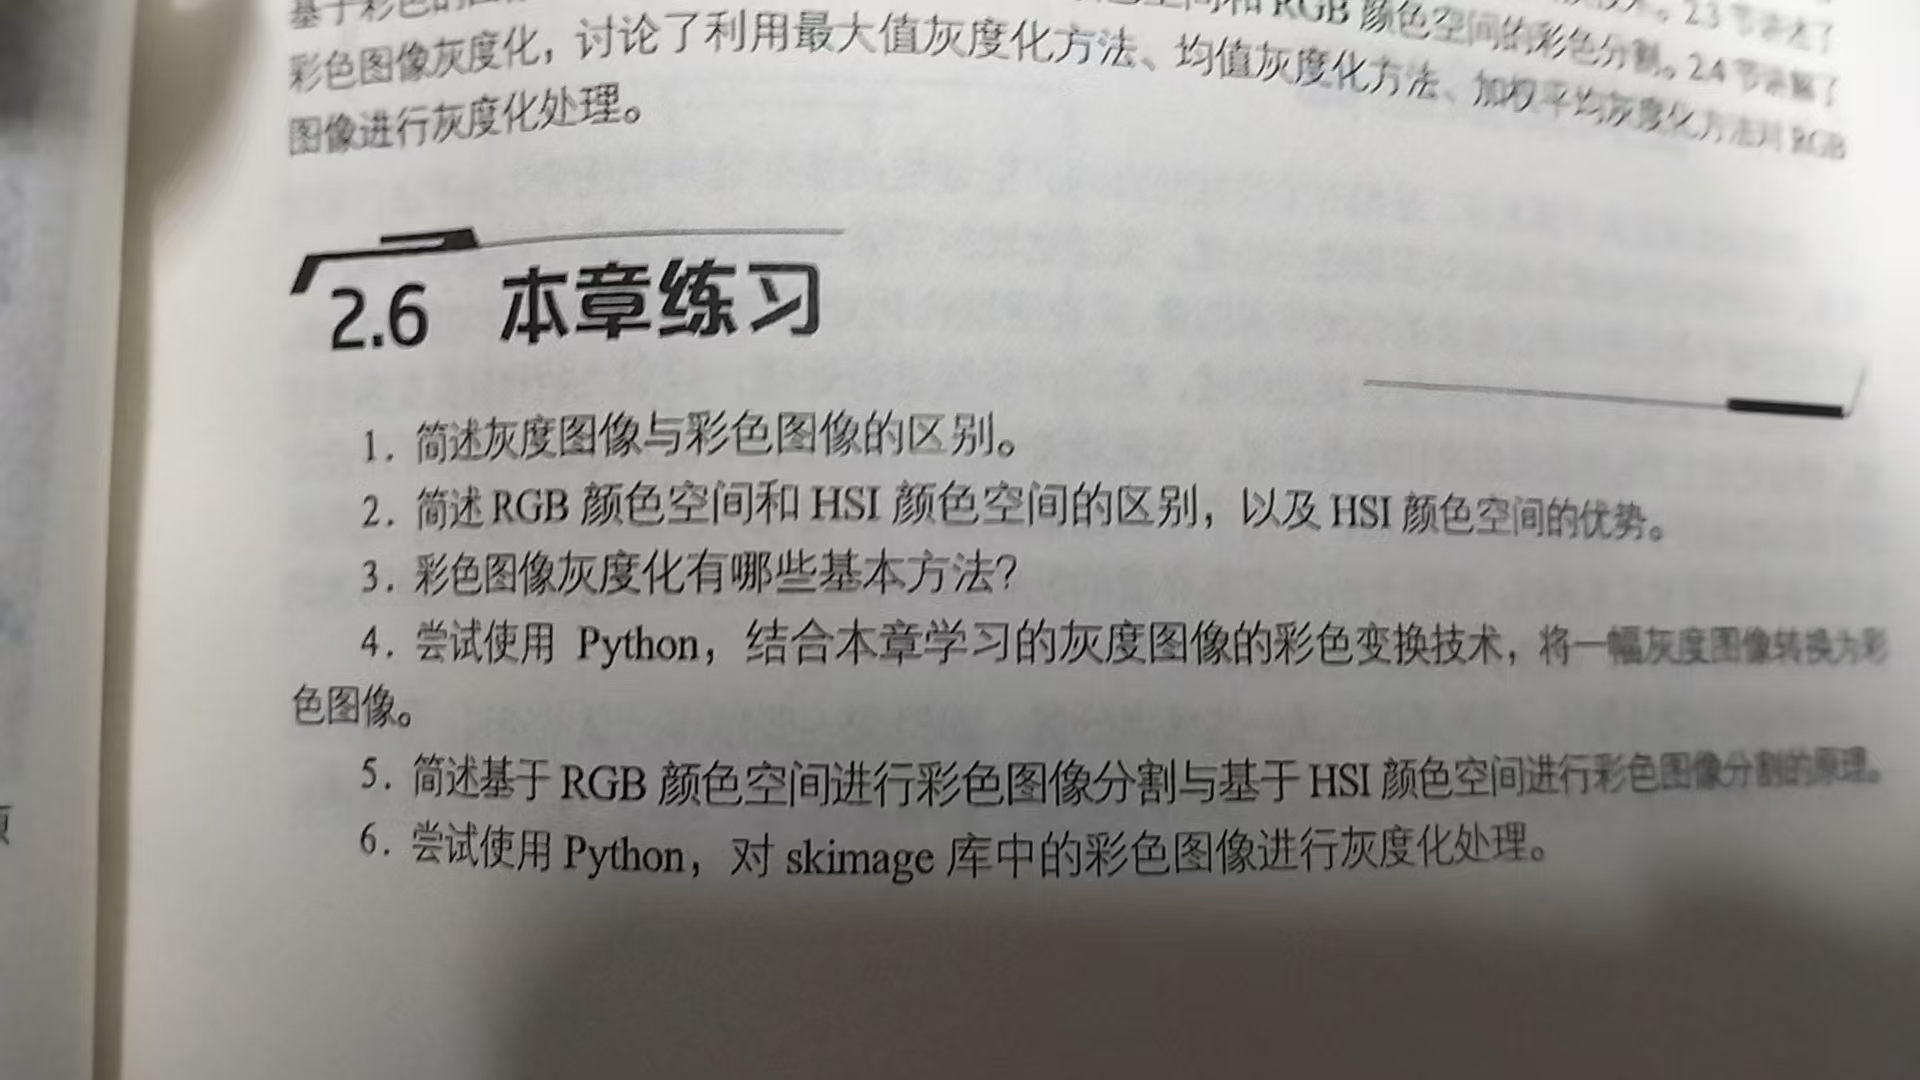 基于彩色的
空间和 RGB 颜色空间的彩色分割。2.4 节讲解了
彩色图像灰度化，讨论了利用最大值灰度化方法、均值灰度化方法、加权平均灰度化方法对 RGB
图像进行灰度化处理。
2.6 本章练习
1. 简述灰度图像与彩色图像的区别。
2. 简述 RGB 颜色空间和 HSI 颜色空间的区别，以及 HSI 颜色空间的优势。
3. 彩色图像灰度化有哪些基本方法？
4. 尝试使用 Python，结合本章学习的灰度图像的彩色变换技术，将一幅灰度图像转换为彩
色图像。
5. 简述基于 RGB 颜色空间进行彩色图像分割与基于 HSI 颜色空间进行彩色图像分割的原理。
6. 尝试使用 Python，对 skimage 库中的彩色图像进行灰度化处理。